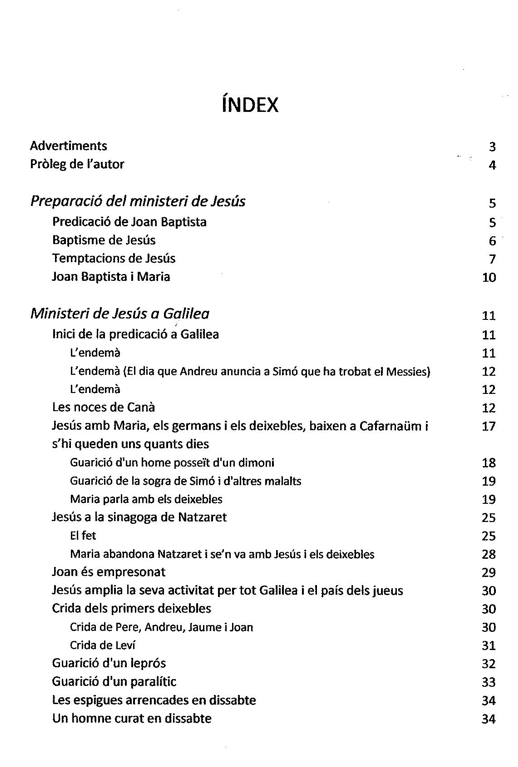 ÍNDEX
Advertiments 3
Pròleg de l'autor 4
Preparació del ministeri de Jesús 5
Predicació de Joan Baptista 5
Baptisme de Jesús 6
Temptacions de Jesús 7
Joan Baptista i Maria 10
Ministeri de Jesús a Galilea 11
Inici de la predicació a Galilea 11
L'endemà 11
L'endemà (El dia que Andreu anuncia a Simó que ha trobat el Messies) 12
L'endemà 12
Les noces de Canà 12
Jesús amb Maria, els germans i els deixebles, baixen a Cafarnaüm i 17
s'hi queden uns quants dies
Guarició d'un home posseït d'un dimoni 18
Guarició de la sogra de Simó i d'altres malalts 19
Maria parla amb els deixebles 19
Jesús a la sinagoga de Natzaret 25
El fet 25
Maria abandona Natzaret i se'n va amb Jesús i els deixebles 28
Joan és empresonat 29
Jesús amplia la seva activitat per tot Galilea i el país dels jueus 30
Crida dels primers deixebles 30
Crida de Pere, Andreu, Jaume i Joan 30
Crida de Leví 31
Guarició d'un leprós 32
Guarició d'un paralític 33
Les espigues arrencades en dissabte 34
Un homne curat en dissabte 34